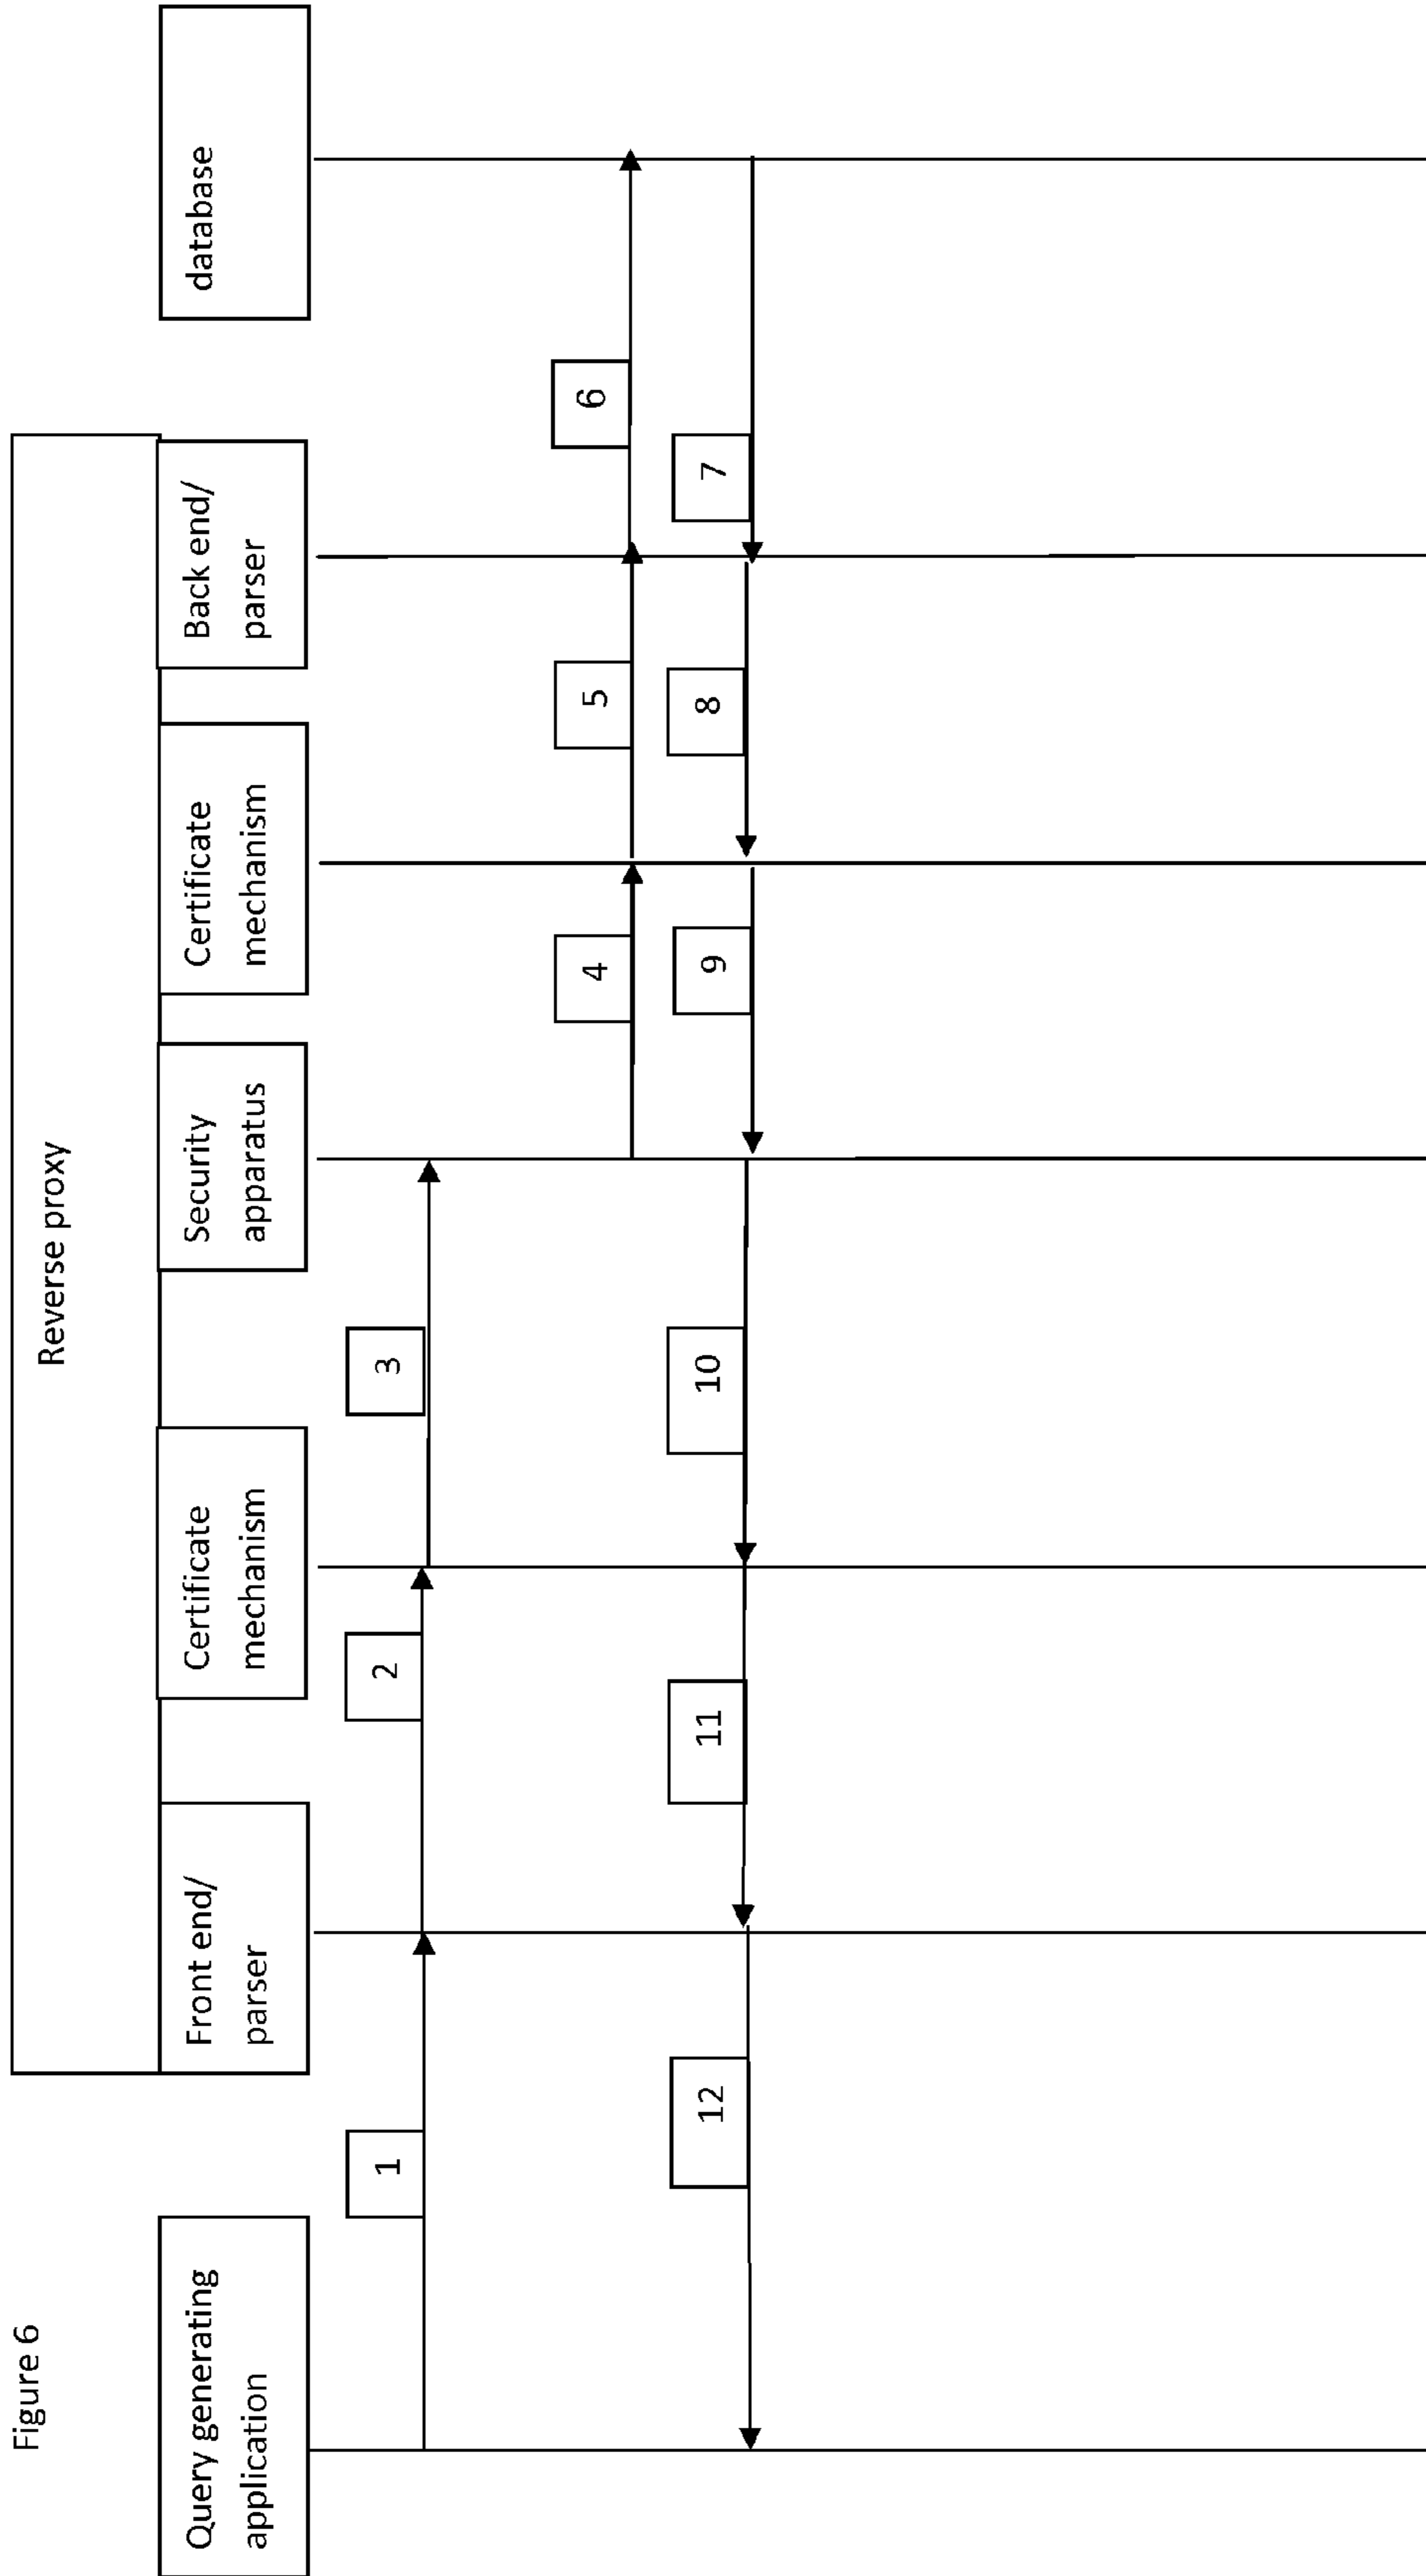 Figure 6
Reverse proxy
Query generating
application
Front end/
parser
Certificate
mechanism
Security
apparatus
Certificate
mechanism
Back end/
parser
database
1
2
3
4
5
6
7
8
9
10
11
12